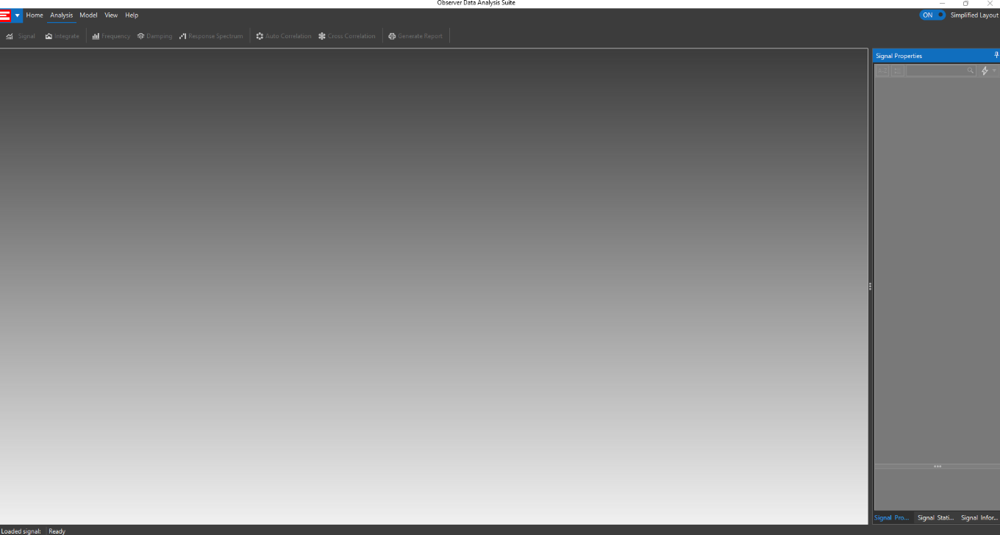 Observer Data Analysis Suite
Home Analysis Model View Help
ON Simplified Layout
Signal Integrate Frequency Damping Response Spectrum Auto Correlation Cross Correlation Generate Report
Signal Properties
Signal Pro... Signal Stati... Signal Infor...
Loaded signal: Ready